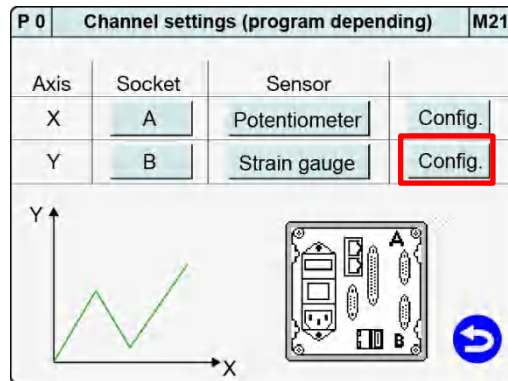 P 0 Channel settings (program depending) M21
Axis Socket Sensor
X A Potentiometer Config.
Y B Strain gauge Config.
Y
A
B
X